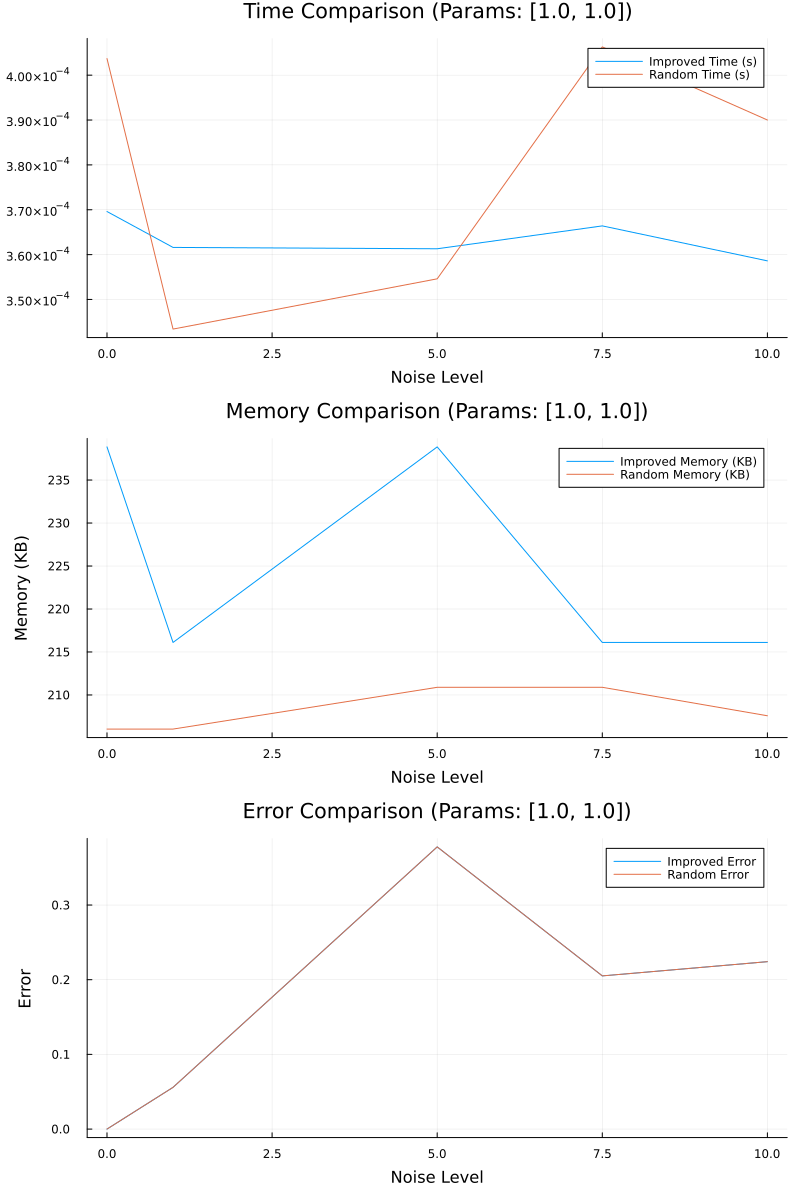 Time Comparison (Params: [1.0, 1.0])
Improved Time (s)
Random Time (s)
4.00×10⁻⁴
3.90×10⁻⁴
3.80×10⁻⁴
3.70×10⁻⁴
3.60×10⁻⁴
3.50×10⁻⁴
0.0 2.5 5.0 7.5 10.0
Noise Level
Memory Comparison (Params: [1.0, 1.0])
Improved Memory (KB)
Random Memory (KB)
Memory (KB)
235
230
225
220
215
210
0.0 2.5 5.0 7.5 10.0
Noise Level
Error Comparison (Params: [1.0, 1.0])
Improved Error
Random Error
Error
0.3
0.2
0.1
0.0
0.0 2.5 5.0 7.5 10.0
Noise Level